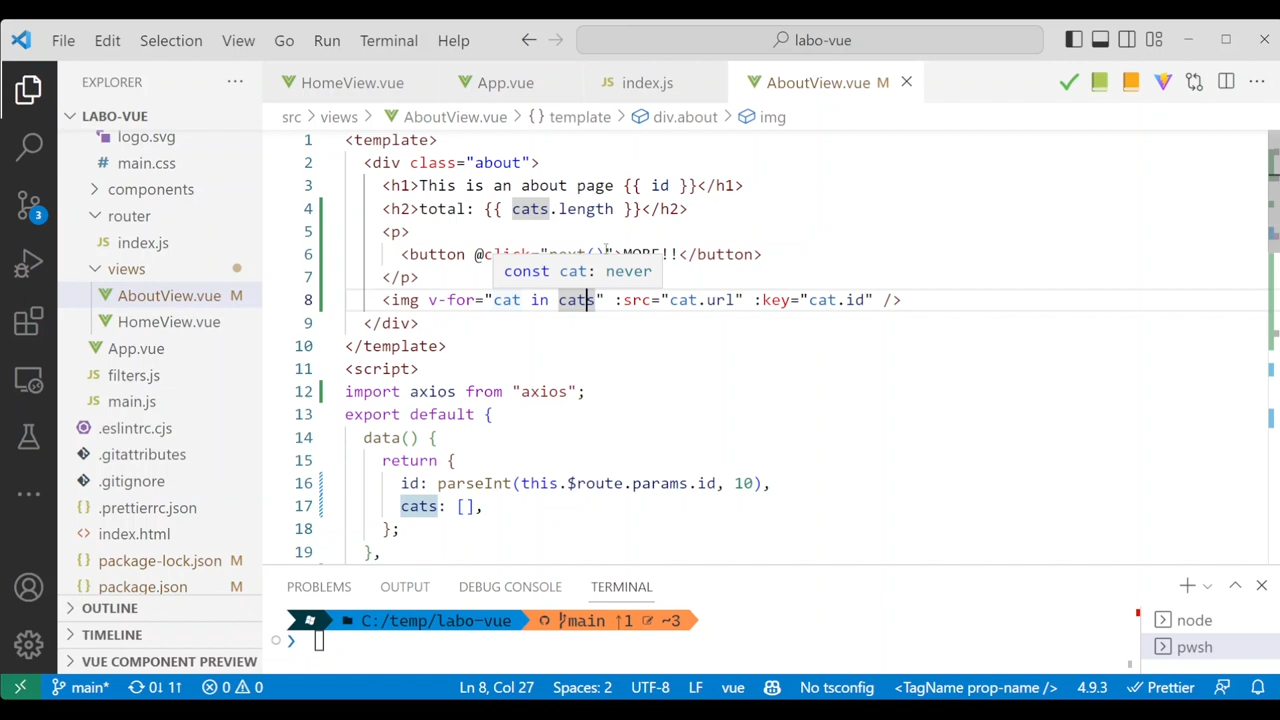 File Edit Selection View Go Run Terminal Help labo-vue
EXPLORER
LABO-VUE
logo.svg
main.css
components
router
index.js
views
AboutView.vue M
HomeView.vue
App.vue
filters.js
main.js
.eslintrc.cjs
.gitattributes
.gitignore
.prettierrc.json
index.html
package-lock.json M
package.json M
OUTLINE
TIMELINE
VUE COMPONENT PREVIEW
3
HomeView.vue App.vue index.js AboutView.vue M
src > views > AboutView.vue > {} template > div.about > img
1 <template>
2 <div class="about">
3 <h1>This is an about page {{ id }}</h1>
4 <h2>total: {{ cats.length }}</h2>
5 <p>
6 <button @click="next()">MORE!!</button>
const cat: never
7 </p>
8 <img v-for="cat in cats" :src="cat.url" :key="cat.id" />
9 </div>
10 </template>
11 <script>
12 import axios from "axios";
13 export default {
14 data() {
15 return {
16 id: parseInt(this.$route.params.id, 10),
17 cats: [],
18 };
19 },
PROBLEMS OUTPUT DEBUG CONSOLE TERMINAL
C:/temp/labo-vue main ↑1 ~3
❯
node
pwsh
main* 0↓ 1↑ 0 0 Ln 8, Col 27 Spaces: 2 UTF-8 LF vue No tsconfig <TagName prop-name /> 4.9.3 Prettier